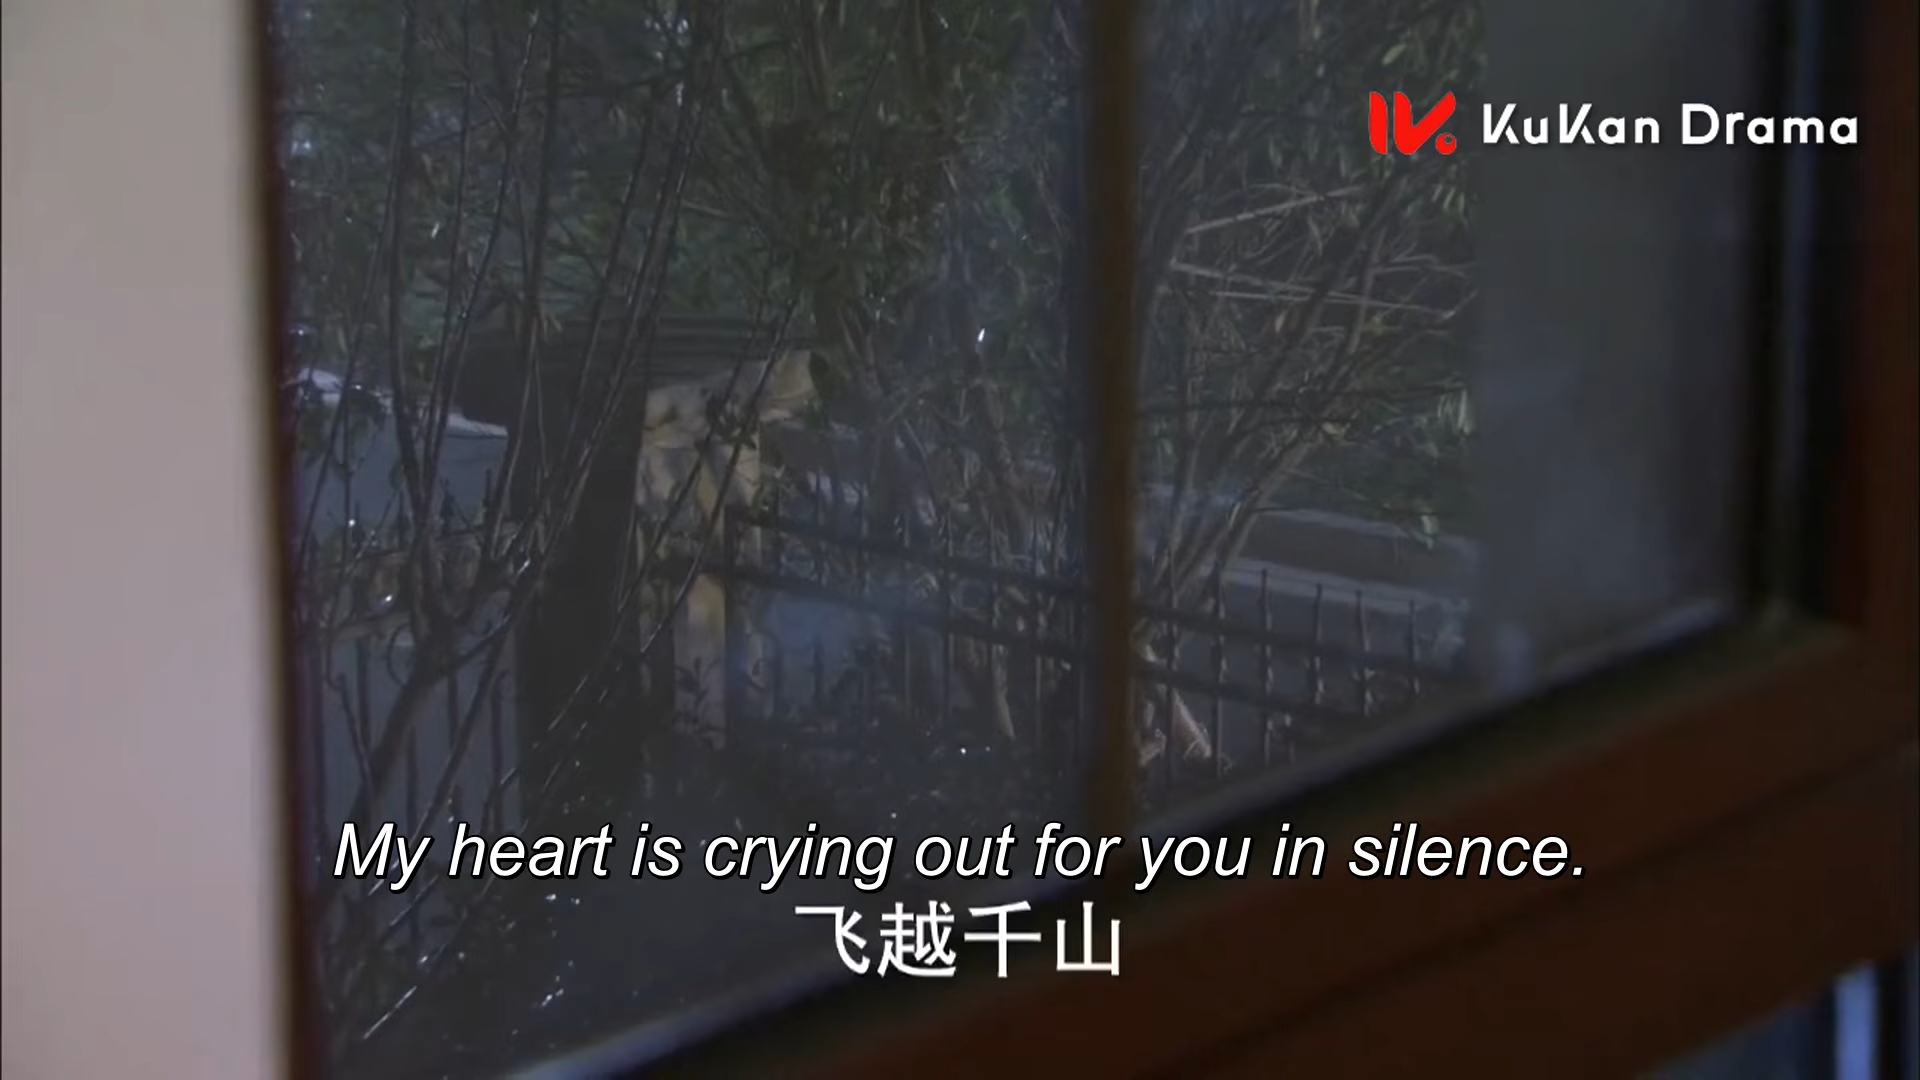 KuKan Drama
My heart is crying out for you in silence.
飞越千山